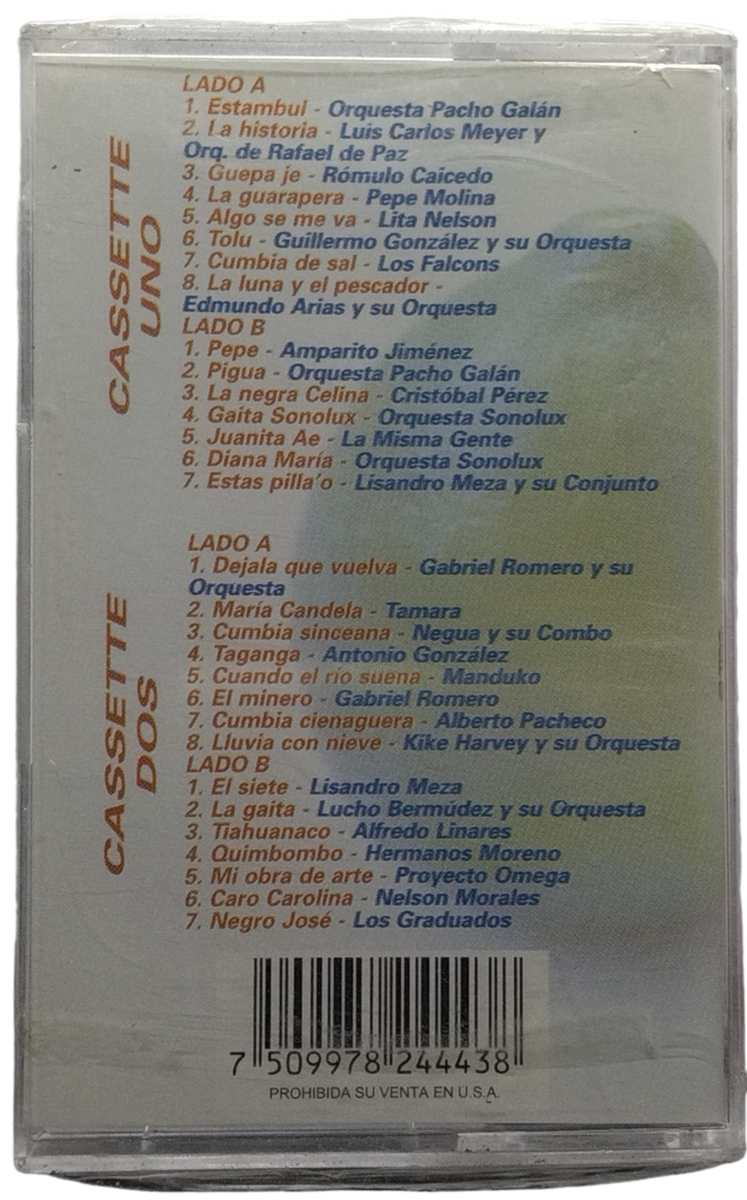 CASSETTE
UNO
LADO A
1. Estambul - Orquesta Pacho Galán
2. La historia - Luis Carlos Meyer y
Orq. de Rafael de Paz
3. Guepa je - Rómulo Caicedo
4. La guarapera - Pepe Molina
5. Algo se me va - Lita Nelson
6. Tolu - Guillermo González y su Orquesta
7. Cumbia de sal - Los Falcons
8. La luna y el pescador -
Edmundo Arias y su Orquesta
LADO B
1. Pepe - Amparito Jiménez
2. Pigua - Orquesta Pacho Galán
3. La negra Celina - Cristóbal Pérez
4. Gaita Sonolux - Orquesta Sonolux
5. Juanita Ae - La Misma Gente
6. Diana María - Orquesta Sonolux
7. Estas pilla'o - Lisandro Meza y su Conjunto
CASSETTE
DOS
LADO A
1. Dejala que vuelva - Gabriel Romero y su
Orquesta
2. María Candela - Tamara
3. Cumbia sinceana - Negua y su Combo
4. Taganga - Antonio González
5. Cuando el río suena - Manduko
6. El minero - Gabriel Romero
7. Cumbia cienaguera - Alberto Pacheco
8. Lluvia con nieve - Kike Harvey y su Orquesta
LADO B
1. El siete - Lisandro Meza
2. La gaita - Lucho Bermúdez y su Orquesta
3. Tiahuanaco - Alfredo Linares
4. Quimbombo - Hermanos Moreno
5. Mi obra de arte - Proyecto Omega
6. Caro Carolina - Nelson Morales
7. Negro José - Los Graduados
7 509978 244438
PROHIBIDA SU VENTA EN U.S.A.